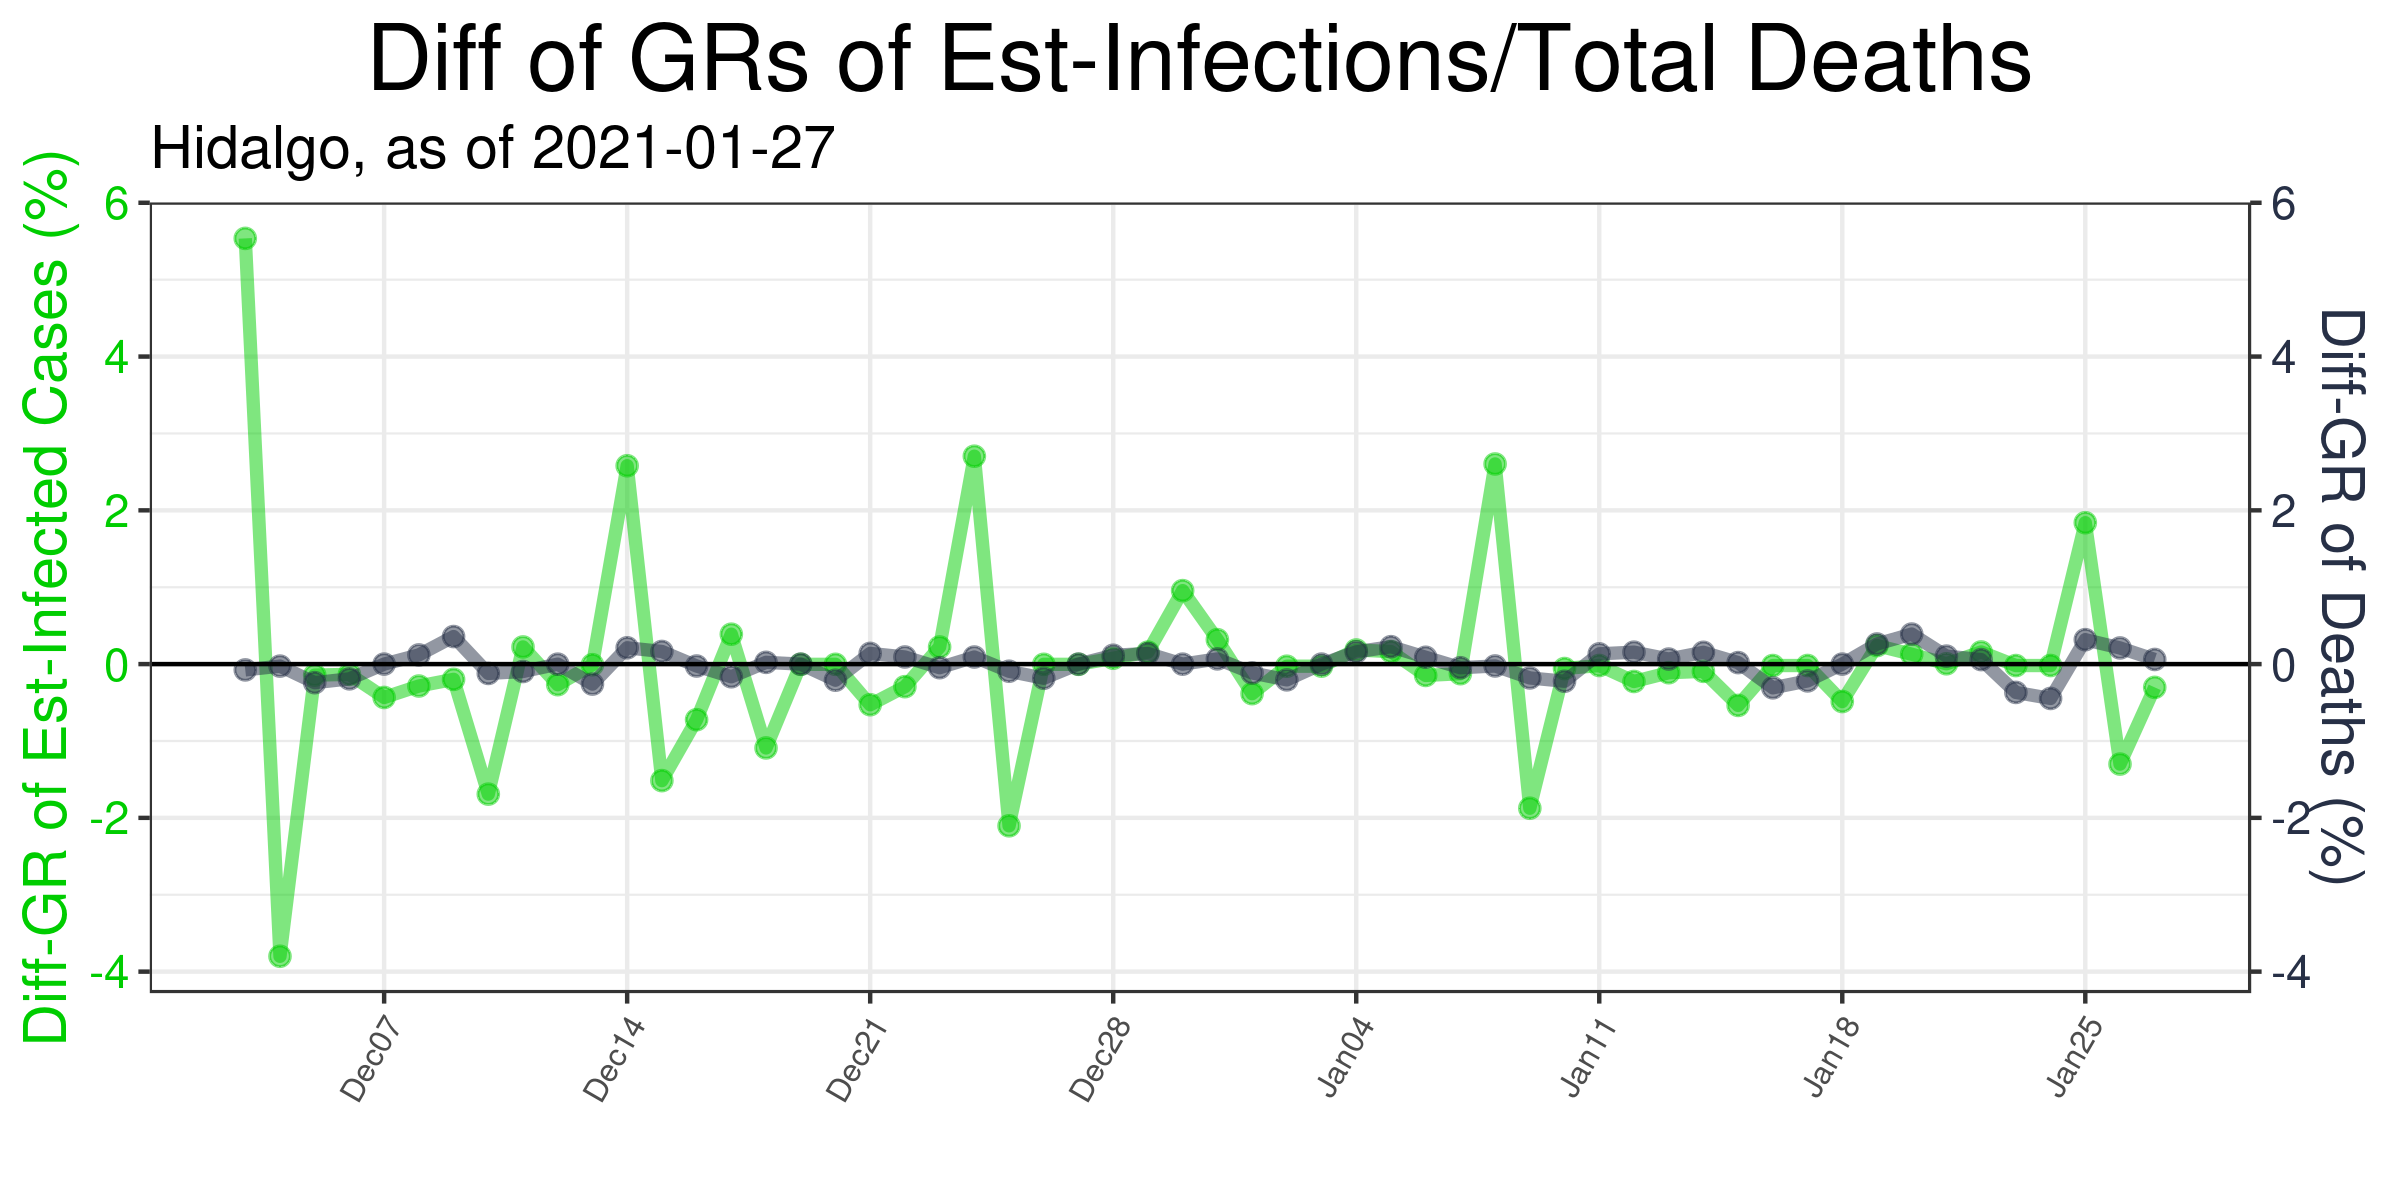 Diff of GRs of Est-Infections/Total Deaths
Hidalgo, as of 2021-01-27
Diff-GR of Est-Infected Cases (%)
6
4
2
0
-2
-4
6
4
2
0
-2
-4
Diff-GR of Deaths (%)
Dec07
Dec14
Dec21
Dec28
Jan04
Jan11
Jan18
Jan25